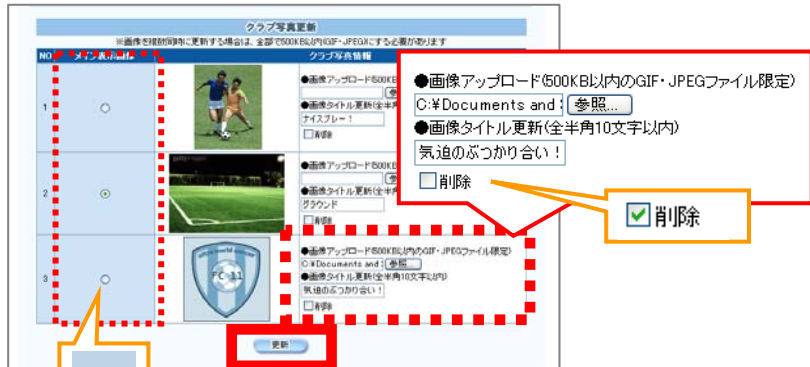 クラブ写真更新
※画像を複数同時に更新する場合は、全部で500KB以内(GIF・JPEG)にする必要があります
NO
メイン表示画像
クラブ写真情報
1
●画像アップロード(500KB
●画像タイトル更新(全半角
ナイスプレー!
削除
2
●画像アップロード(500KB
●画像タイトル更新(全半角
グラウンド
削除
3
FC 11
●画像アップロード(500KB以内のGIF・JPEGファイル限定)
C:¥Documents and : 参照...
●画像タイトル更新(全半角10文字以内)
気迫のぶつかり合い!
削除
更新
●画像アップロード(500KB以内のGIF・JPEGファイル限定)
C:¥Documents and : 参照...
●画像タイトル更新(全半角10文字以内)
気迫のぶつかり合い!
削除
削除